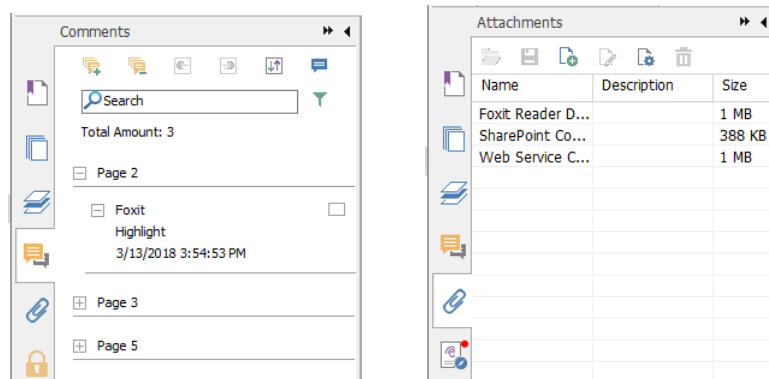 Comments
Search
Total Amount: 3
Page 2
Foxit
Highlight
3/13/2018 3:54:53 PM
Page 3
Page 5
Attachments
Name Description Size
Foxit Reader D... 1 MB
SharePoint Co... 388 KB
Web Service C... 1 MB